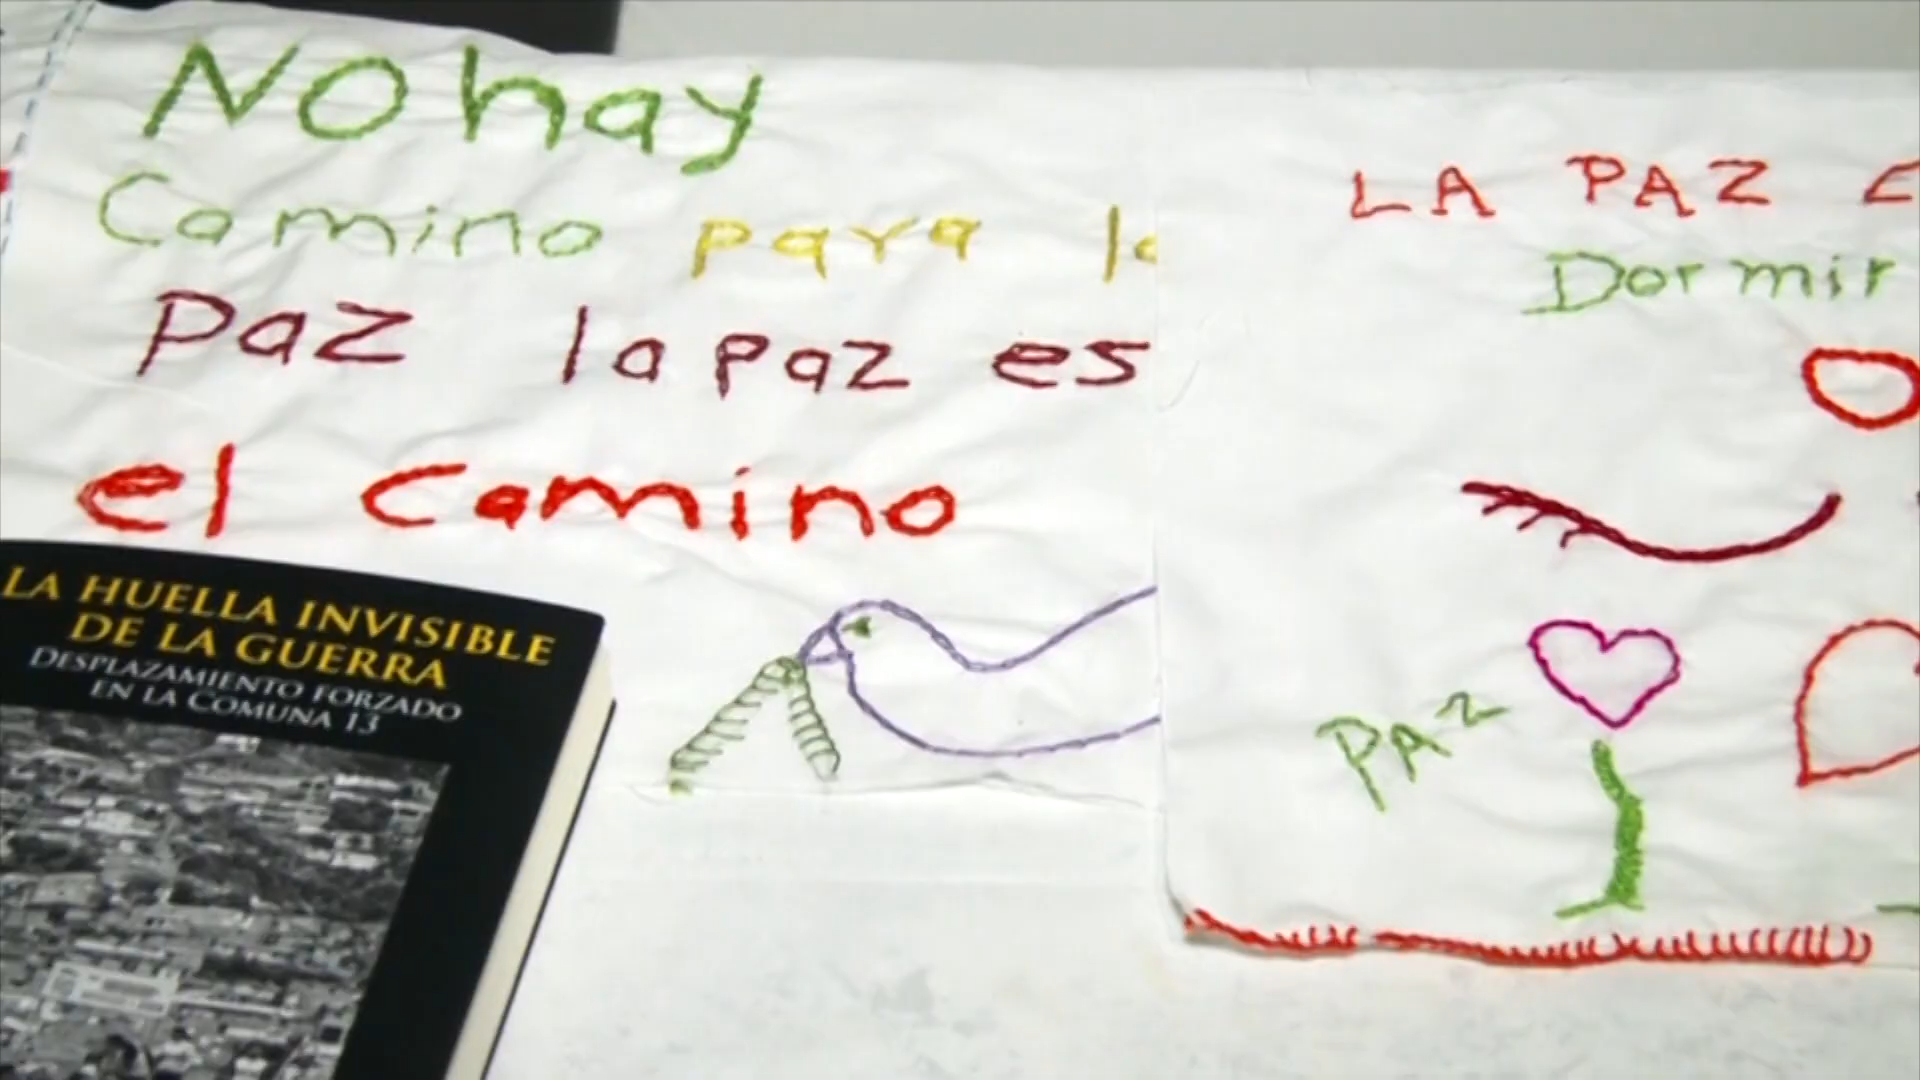 No hay
Camino para la
Paz la paz es
el camino
LA PAZ
Dormir
PAZ
LA HUELLA INVISIBLE
DE LA GUERRA
DESPLAZAMIENTO FORZADO
EN LA COMUNA 13